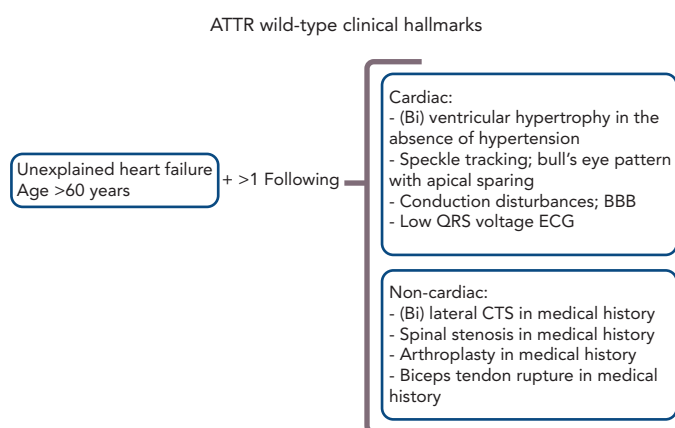 ATTR wild-type clinical hallmarks
Unexplained heart failure
Age >60 years
+ >1 Following
Cardiac:
- (Bi) ventricular hypertrophy in the
absence of hypertension
- Speckle tracking; bull's eye pattern
with apical sparing
- Conduction disturbances; BBB
- Low QRS voltage ECG
Non-cardiac:
- (Bi) lateral CTS in medical history
- Spinal stenosis in medical history
- Arthroplasty in medical history
- Biceps tendon rupture in medical
history